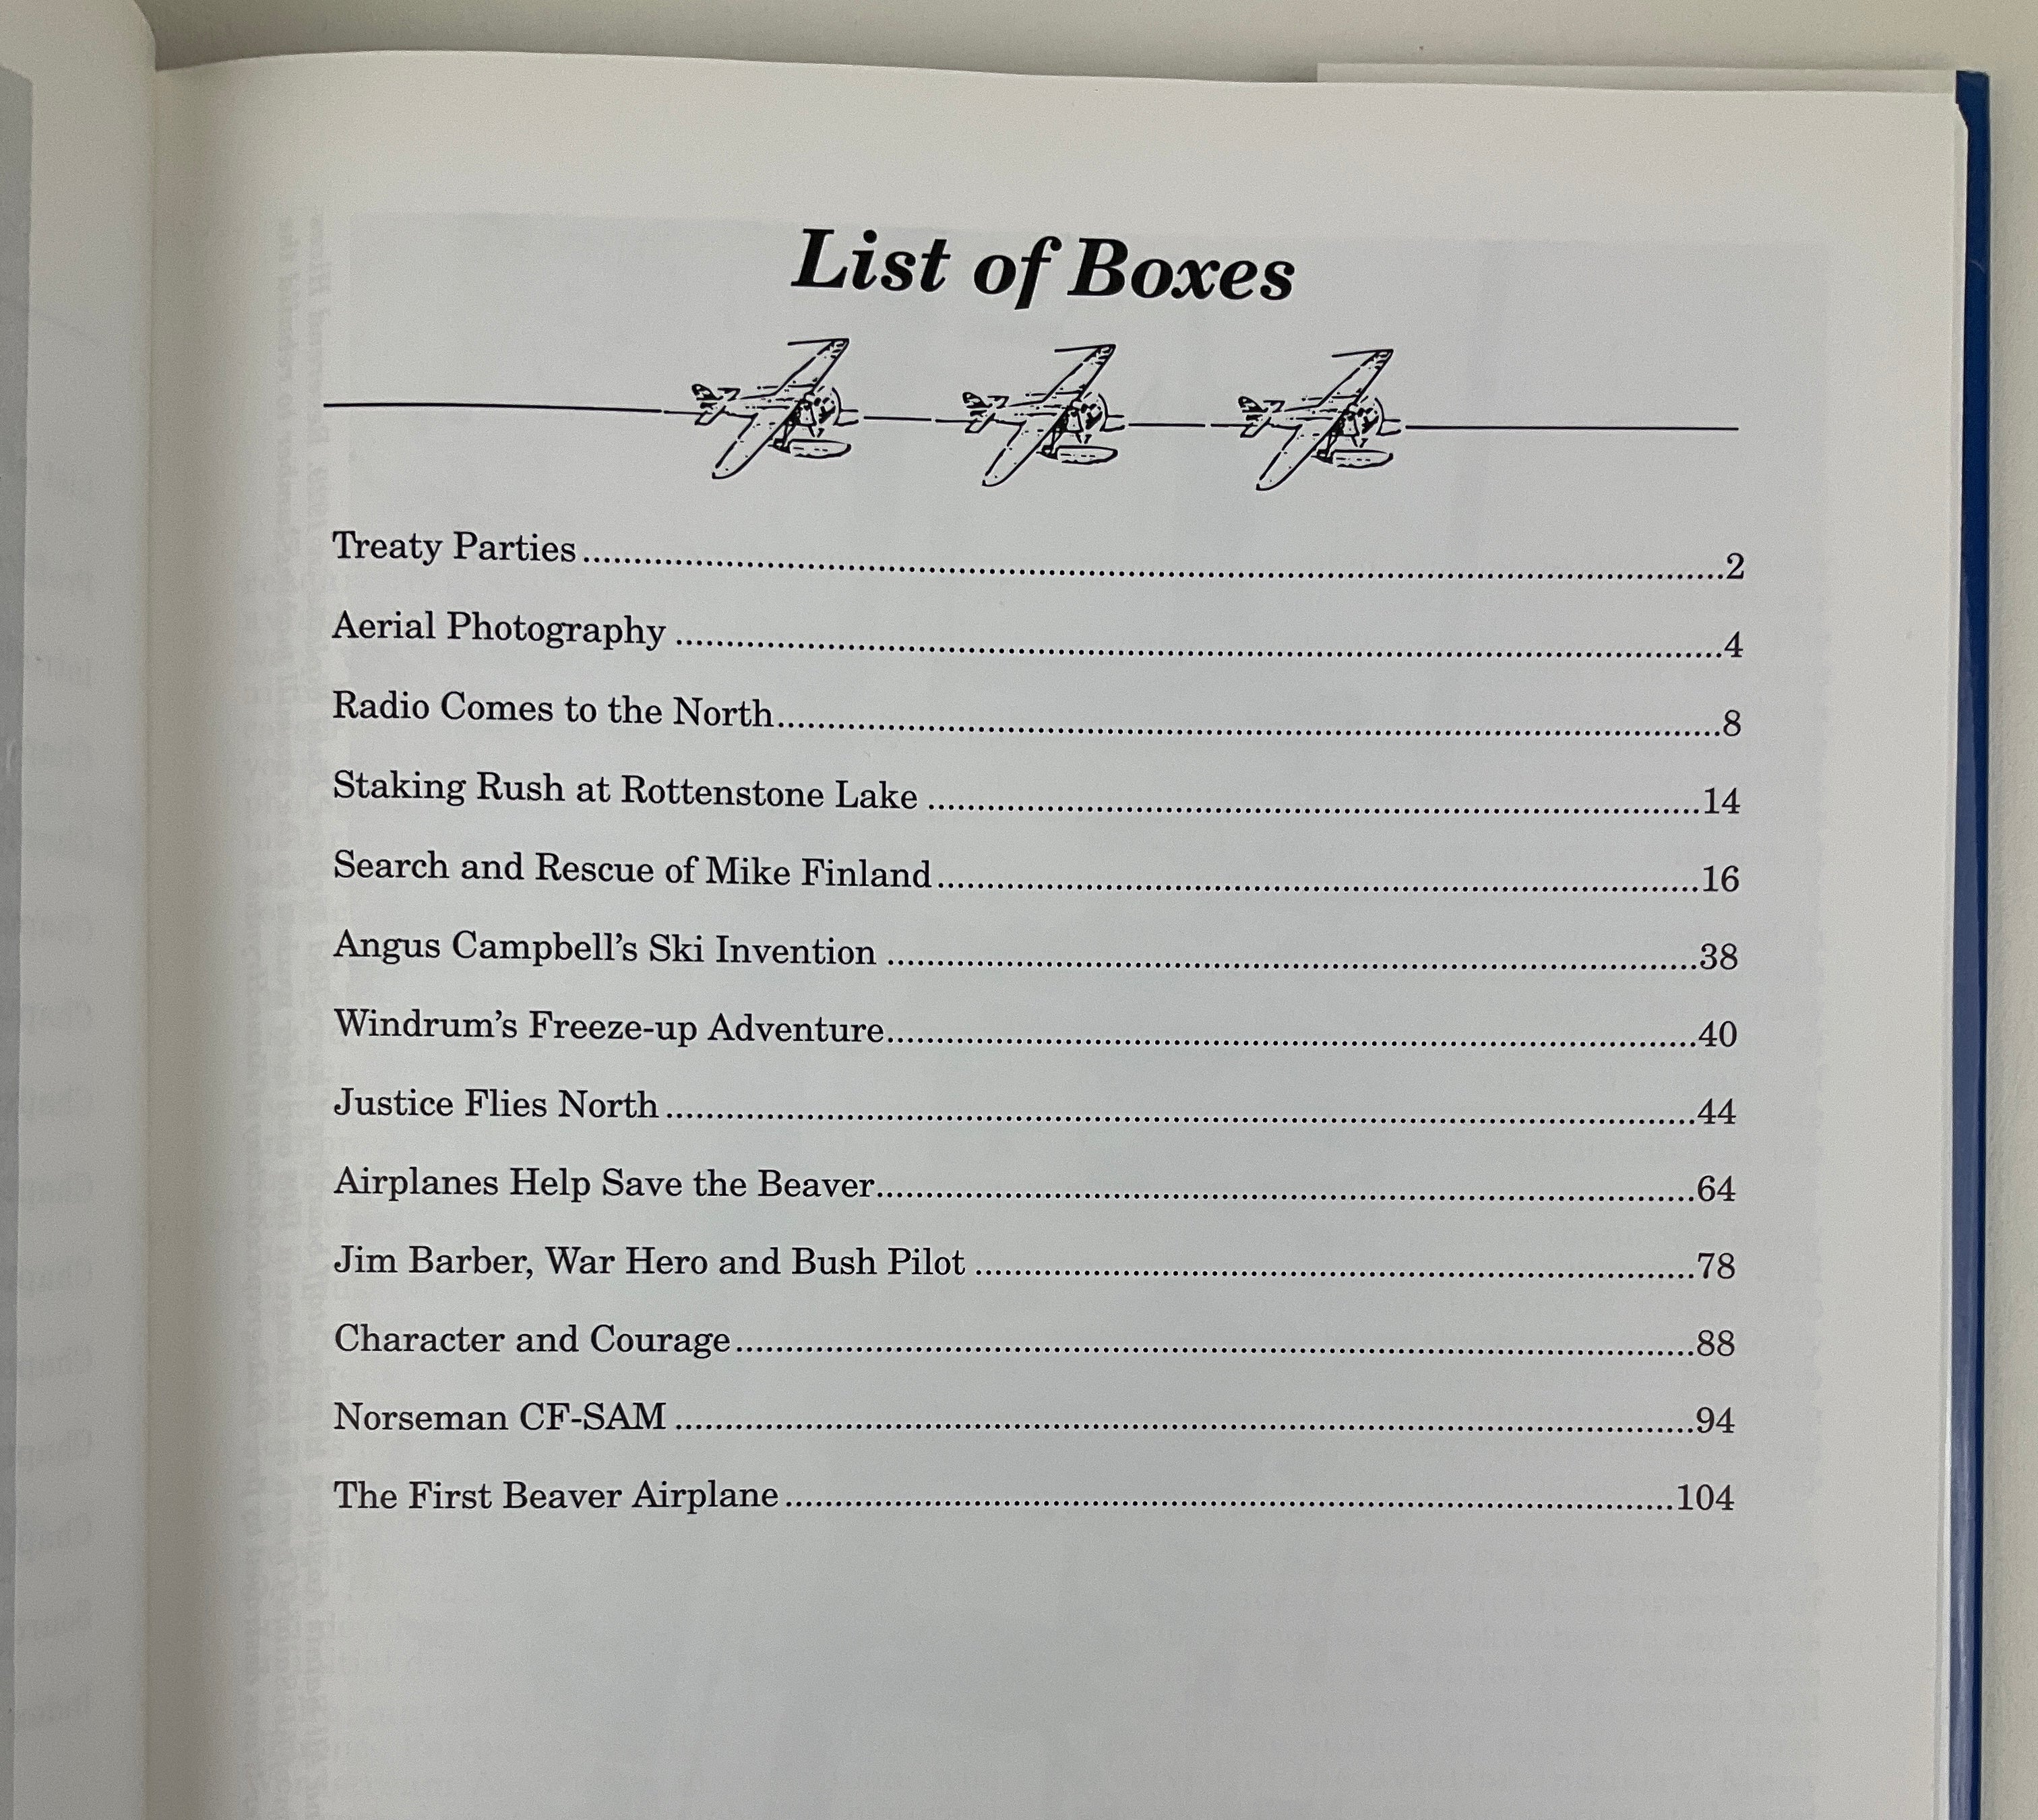 List of Boxes
Treaty Parties..........2
Aerial Photography..........4
Radio Comes to the North..........8
Staking Rush at Rottenstone Lake..........14
Search and Rescue of Mike Finland..........16
Angus Campbell’s Ski Invention..........38
Windrum’s Freeze-up Adventure..........40
Justice Flies North..........44
Airplanes Help Save the Beaver..........64
Jim Barber, War Hero and Bush Pilot..........78
Character and Courage..........88
Norseman CF-SAM..........94
The First Beaver Airplane..........104